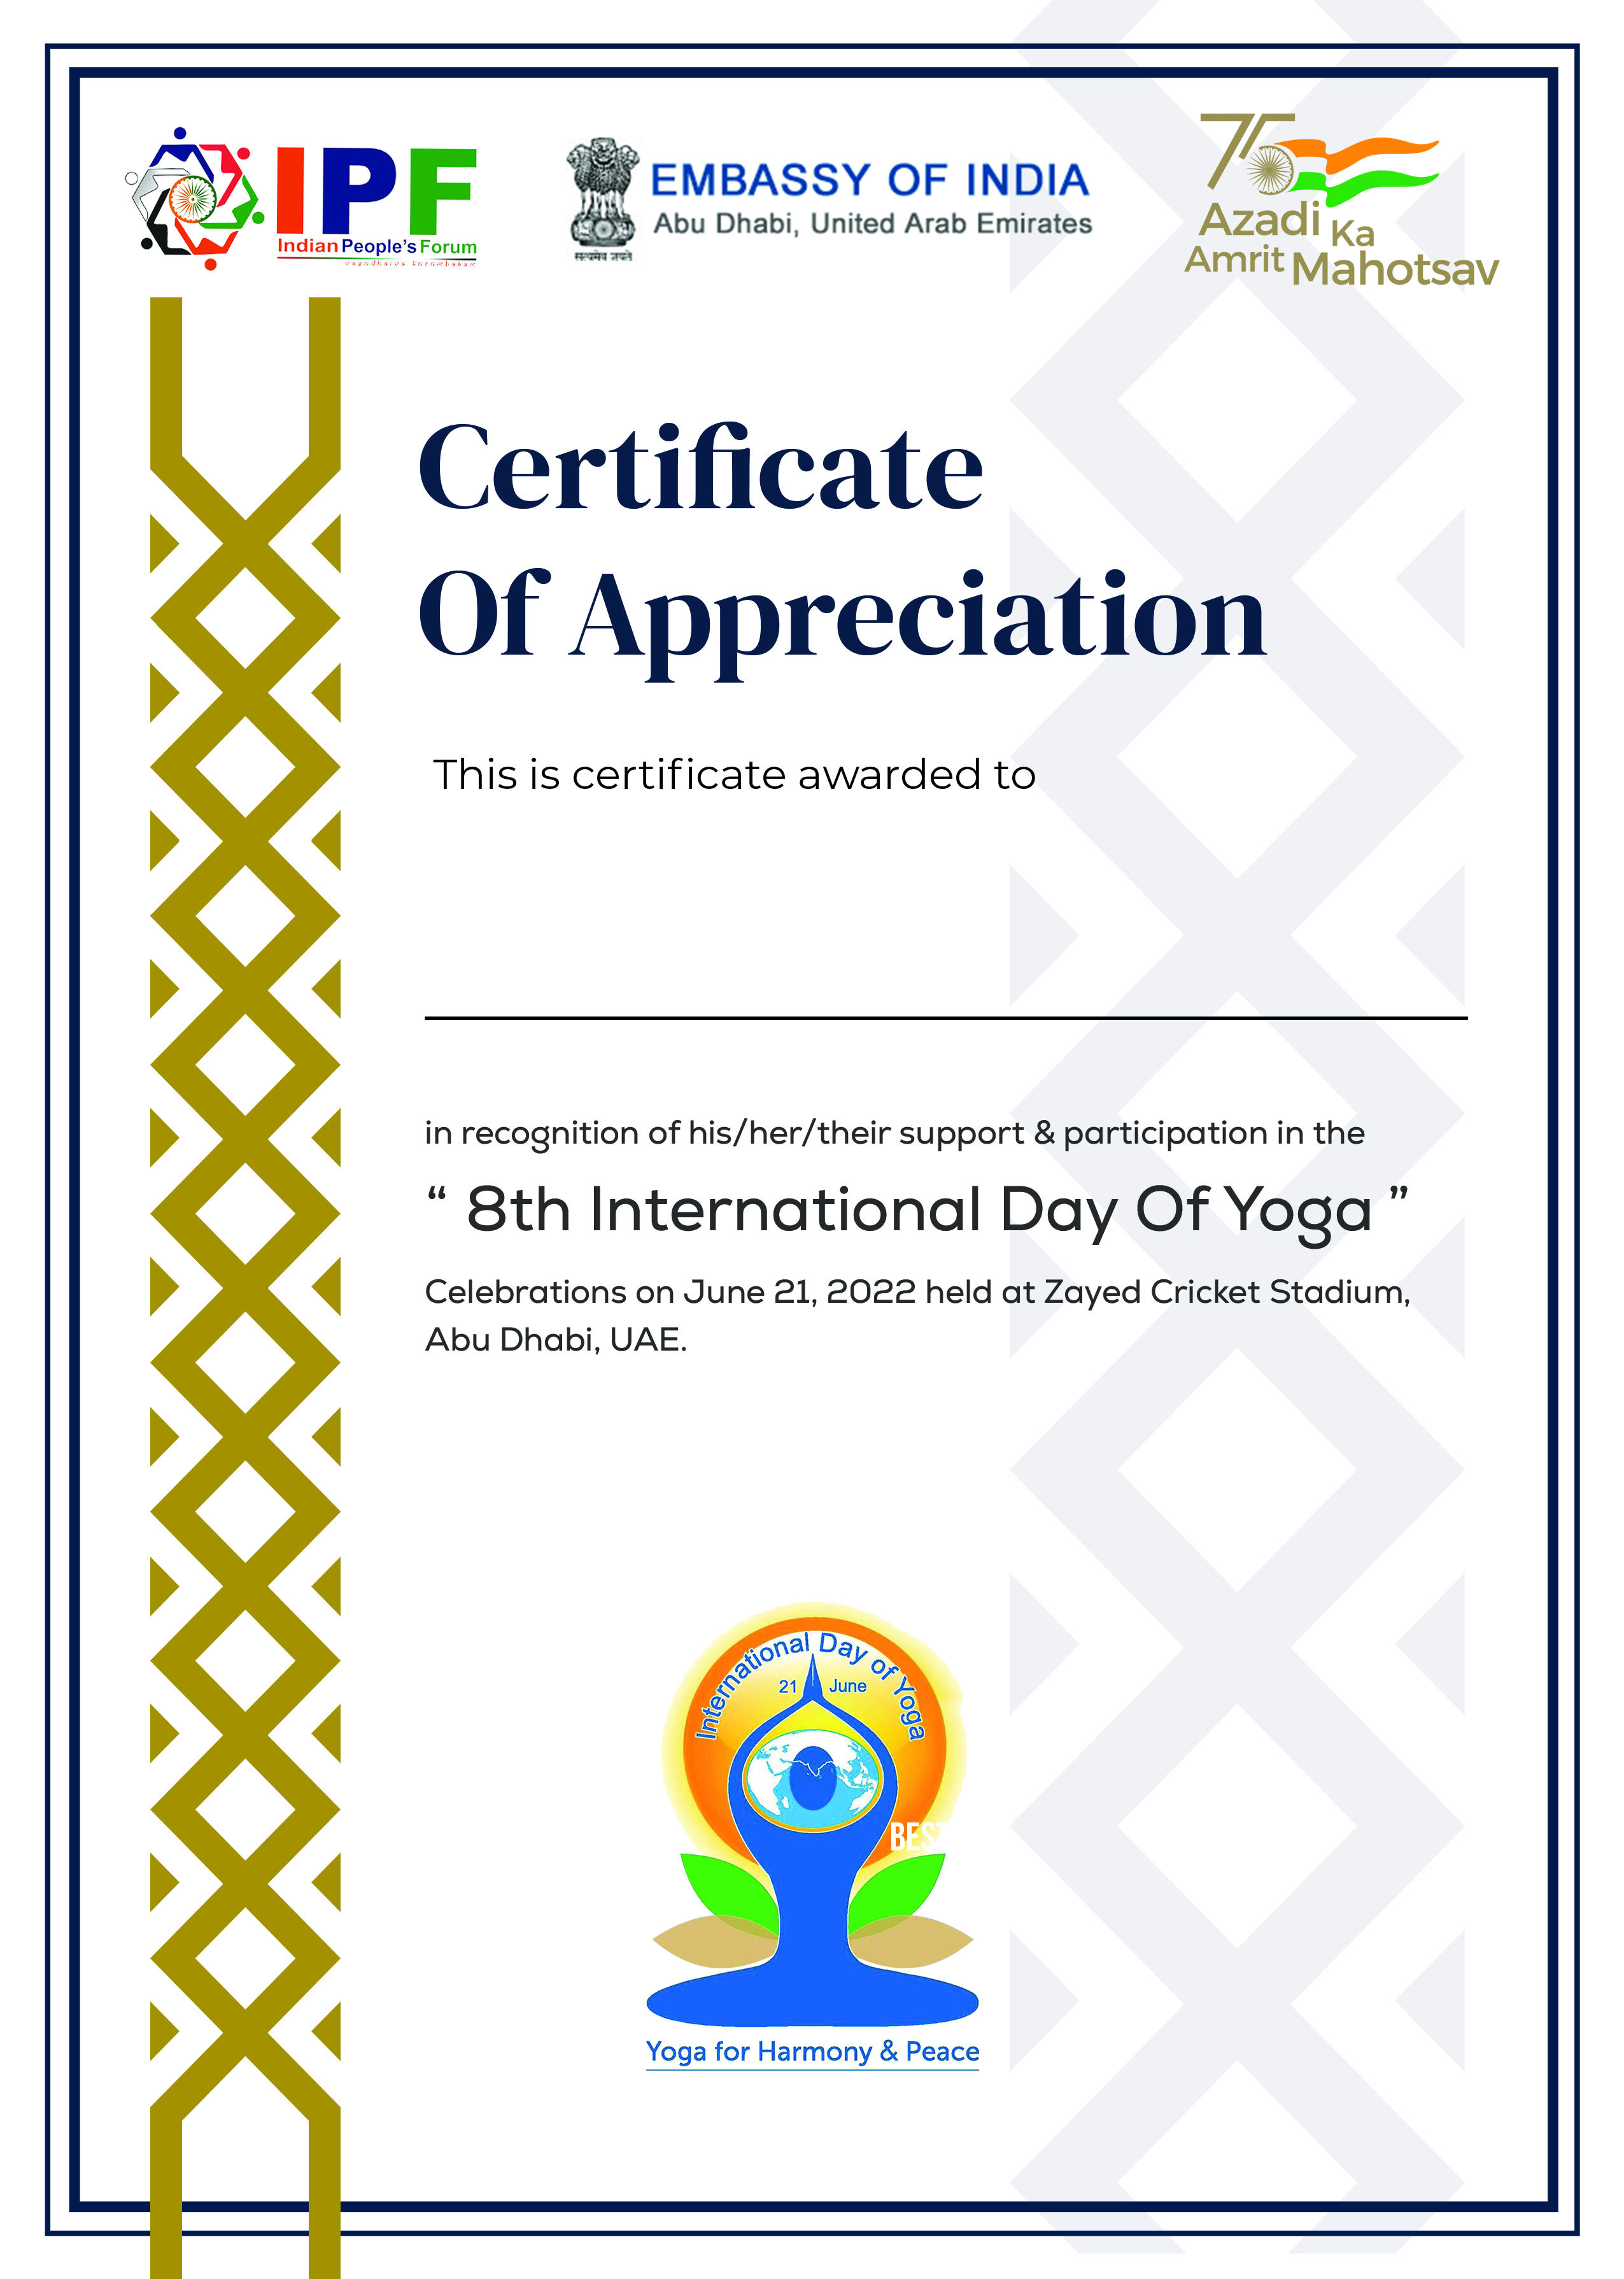 IPF
Indian People's Forum
EMBASSY OF INDIA
Abu Dhabi, United Arab Emirates
सत्यमेव जयते
75
Azadi Ka
Amrit Mahotsav
Certificate
Of Appreciation
This is certificate awarded to
in recognition of his/her/their support & participation in the
“ 8th International Day Of Yoga ”
Celebrations on June 21, 2022 held at Zayed Cricket Stadium,
Abu Dhabi, UAE.
International Day of Yoga
21 June
BEST
Yoga for Harmony & Peace